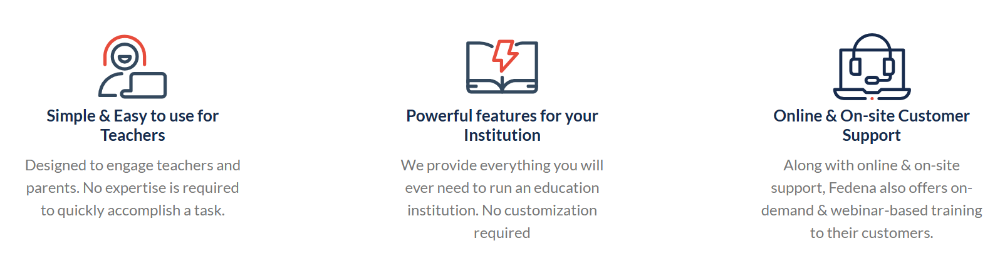 Simple & Easy to use for
Teachers
Designed to engage teachers and
parents. No expertise is required
to quickly accomplish a task.
Powerful features for your
Institution
We provide everything you will
ever need to run an education
institution. No customization
required
Online & On-site Customer
Support
Along with online & on-site
support, Fedena also offers on-
demand & webinar-based training
to their customers.